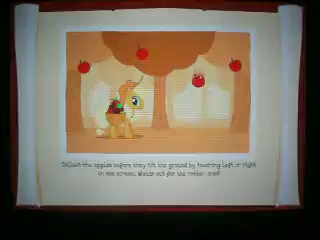 Collect the apples before they hit the ground by touching left or right
on the screen. Watch out for the rotten ones!